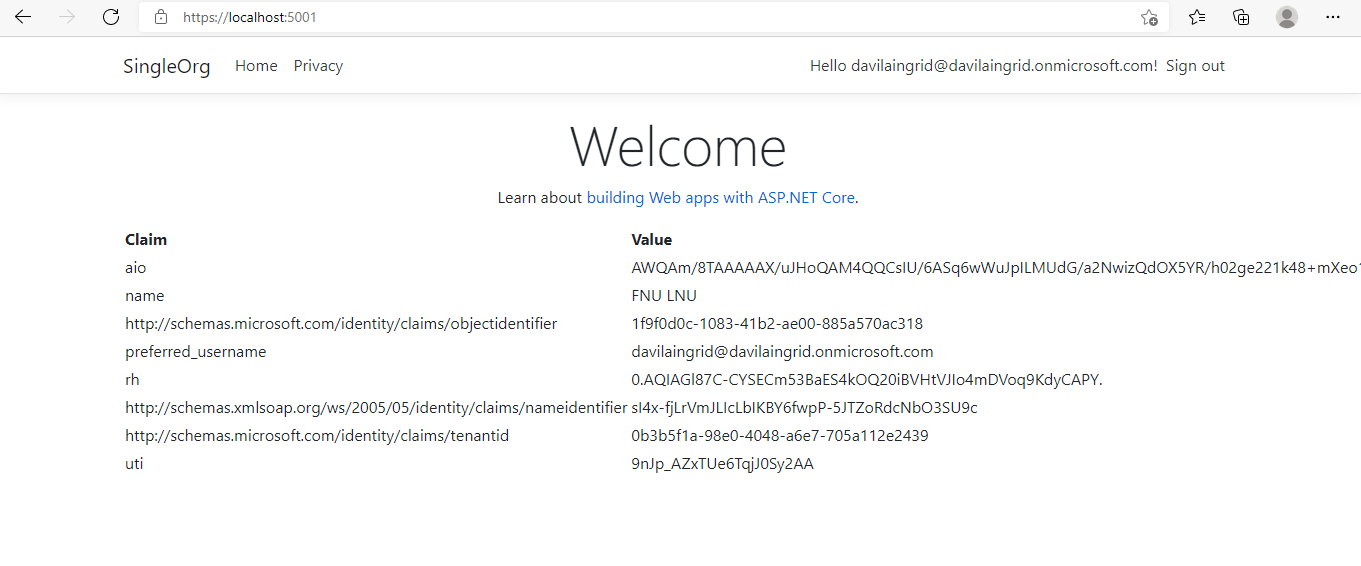 https://localhost:5001
SingleOrg Home Privacy Hello davilaingrid@davilaingrid.onmicrosoft.com! Sign out
Welcome
Learn about building Web apps with ASP.NET Core.
Claim Value
aio AWQAm/8TAAAAAX/uJHoQAM4QQCsIU/6ASq6wWuJpILMUdG/a2NwizQdOX5YR/h02ge221k48+mXeo1
name FNU LNU
http://schemas.microsoft.com/identity/claims/objectidentifier 1f9f0d0c-1083-41b2-ae00-885a570ac318
preferred_username davilaingrid@davilaingrid.onmicrosoft.com
rh 0.AQIAGl87C-CYSECm53BaES4kOQ20iBVHtVJIo4mDVoq9KdyCAPY.
http://schemas.xmlsoap.org/ws/2005/05/identity/claims/nameidentifier sI4x-fjLrVmJLIcLbIKBY6fwpP-5JTZoRdcNbO3SU9c
http://schemas.microsoft.com/identity/claims/tenantid 0b3b5f1a-98e0-4048-a6e7-705a112e2439
uti 9nJp_AZxTUe6TqjJ0Sy2AA